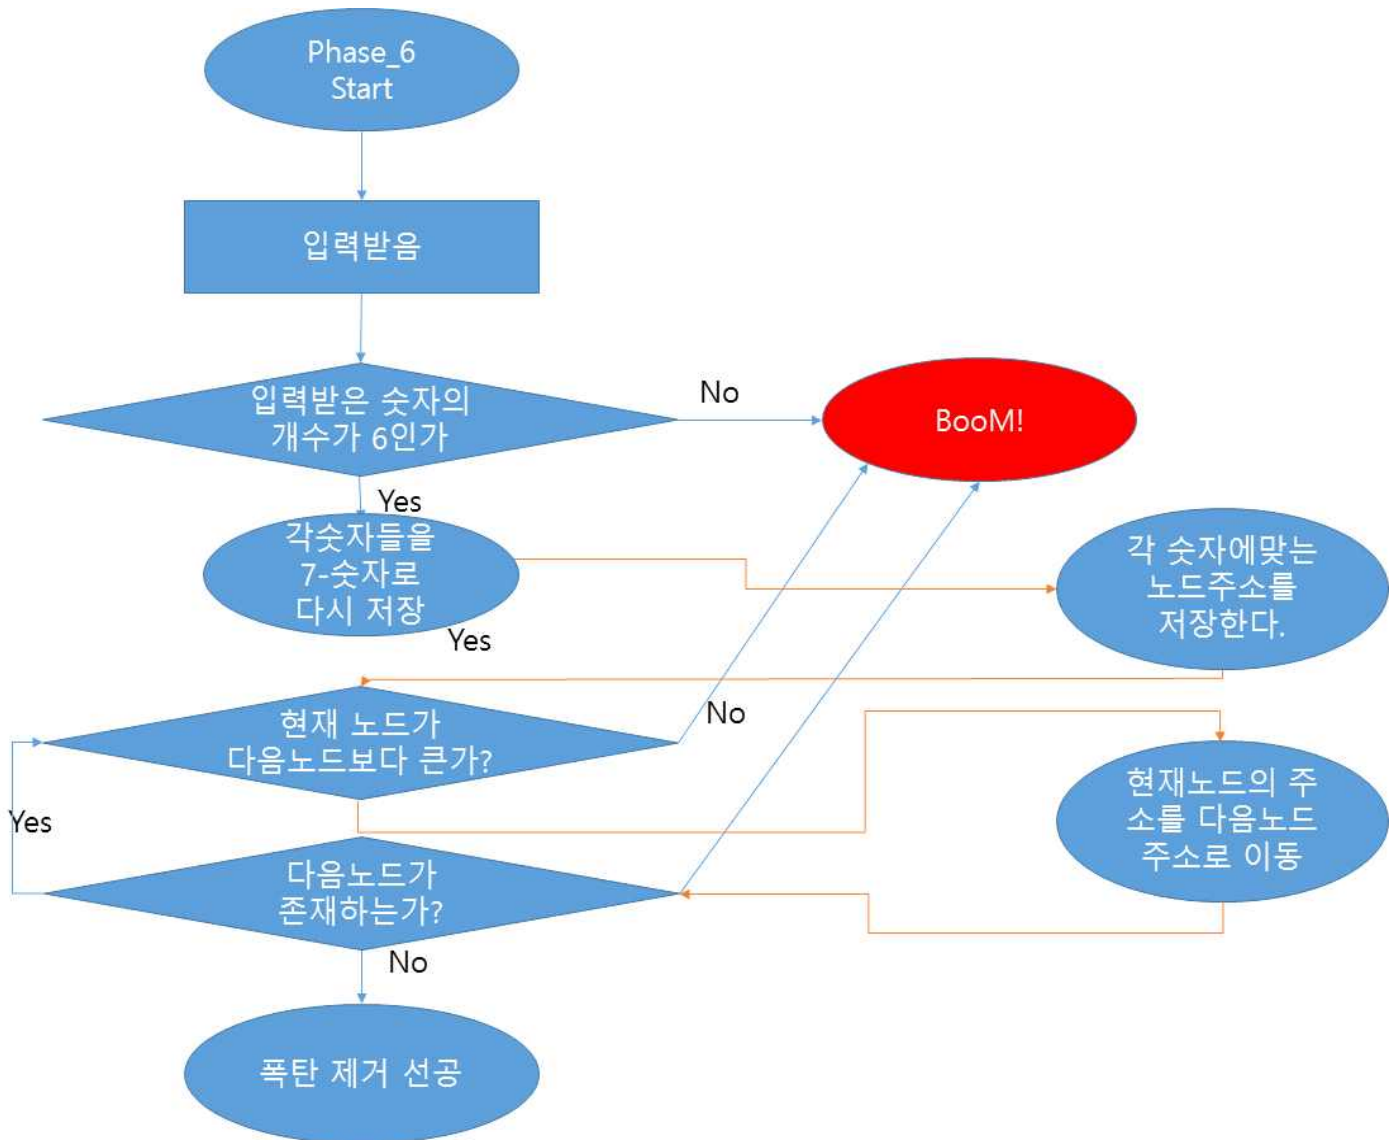 Phase_6
Start
입력받음
입력받은 숫자의
개수가 6인가
No
BooM!
Yes
각숫자들을
7-숫자로
다시 저장
각 숫자에맞는
노드주소를
저장한다.
Yes
현재 노드가
다음노드보다 큰가?
No
현재노드의 주
소를 다음노드
주소로 이동
Yes
다음노드가
존재하는가?
No
폭탄 제거 선공